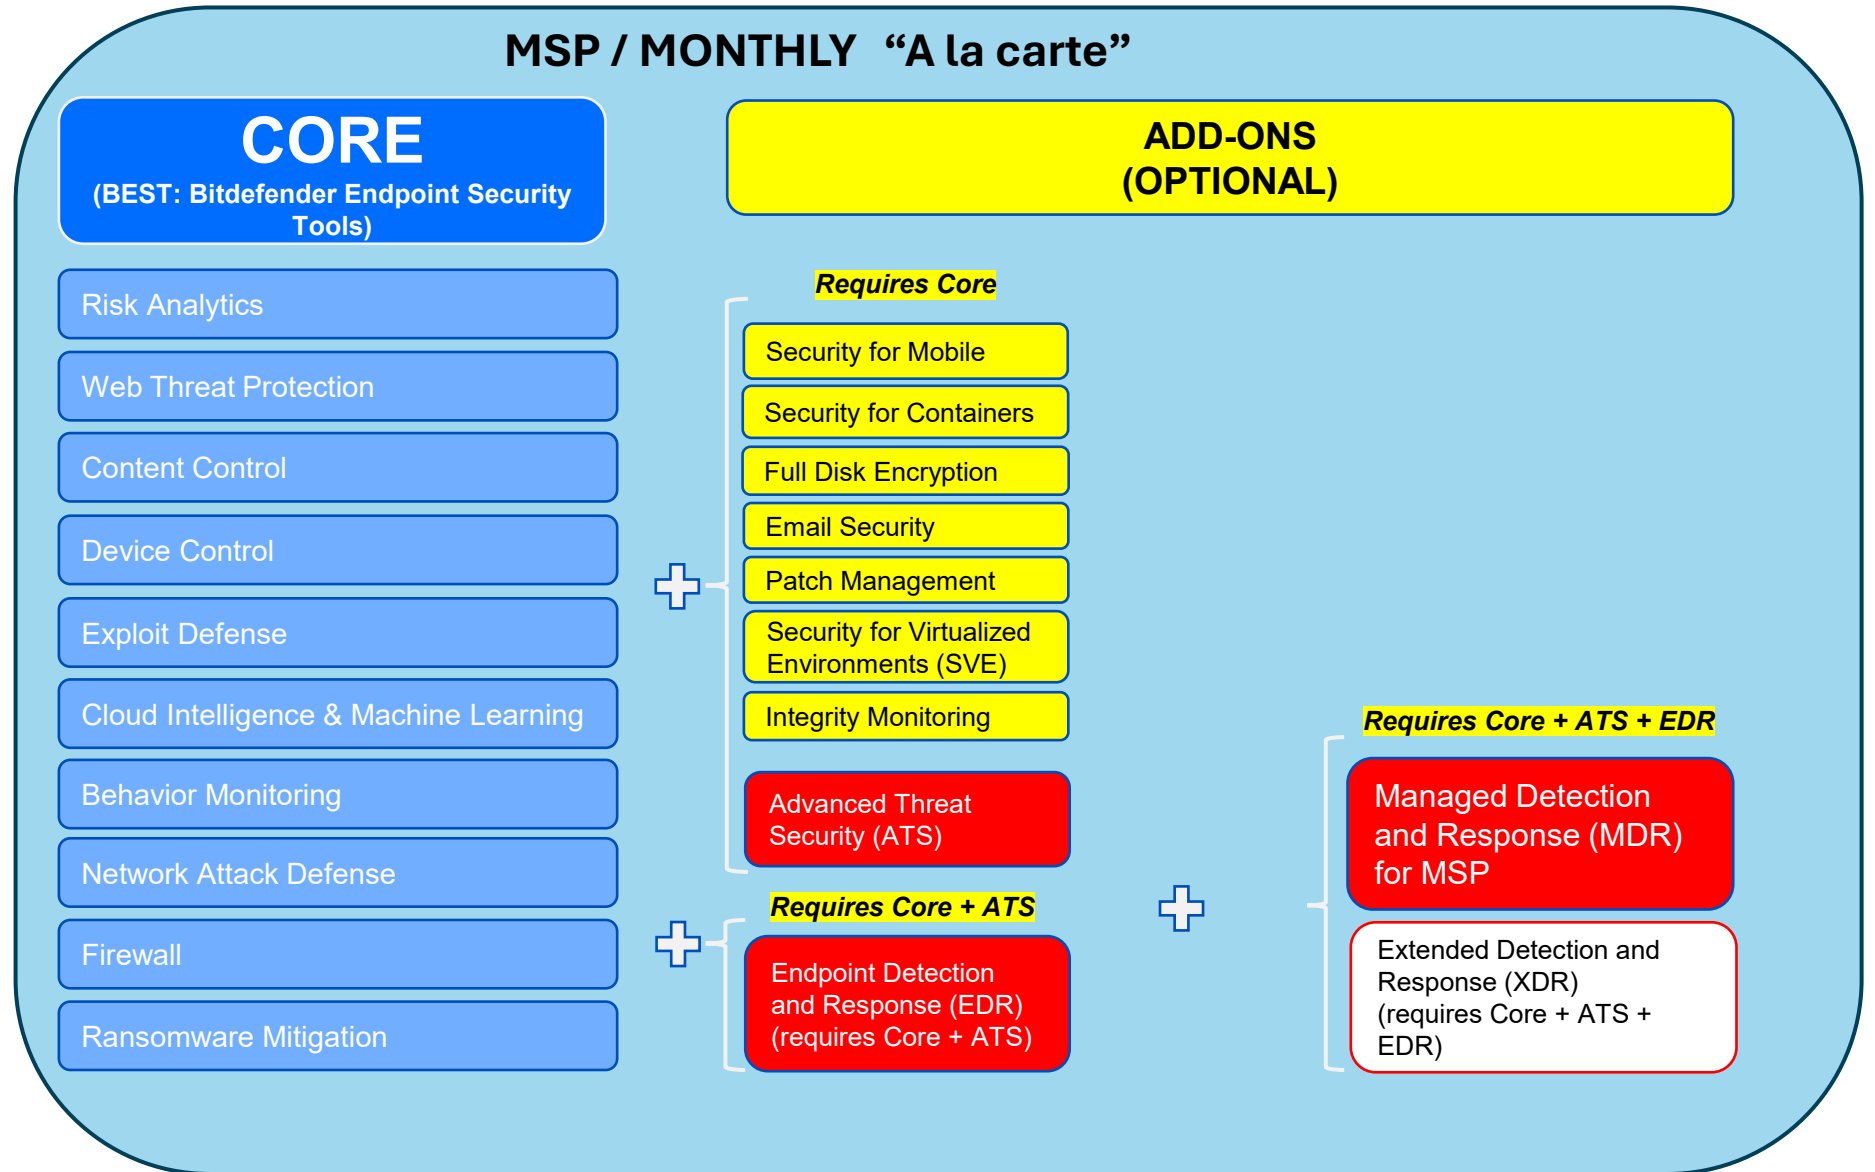 MSP / MONTHLY “A la carte”
CORE
(BEST: Bitdefender Endpoint Security
Tools)
Risk Analytics
Web Threat Protection
Content Control
Device Control
Exploit Defense
Cloud Intelligence & Machine Learning
Behavior Monitoring
Network Attack Defense
Firewall
Ransomware Mitigation
ADD-ONS
(OPTIONAL)
Requires Core
Security for Mobile
Security for Containers
Full Disk Encryption
Email Security
Patch Management
Security for Virtualized
Environments (SVE)
Integrity Monitoring
Advanced Threat
Security (ATS)
Requires Core + ATS
Endpoint Detection
and Response (EDR)
(requires Core + ATS)
Requires Core + ATS + EDR
Managed Detection
and Response (MDR)
for MSP
Extended Detection and
Response (XDR)
(requires Core + ATS +
EDR)